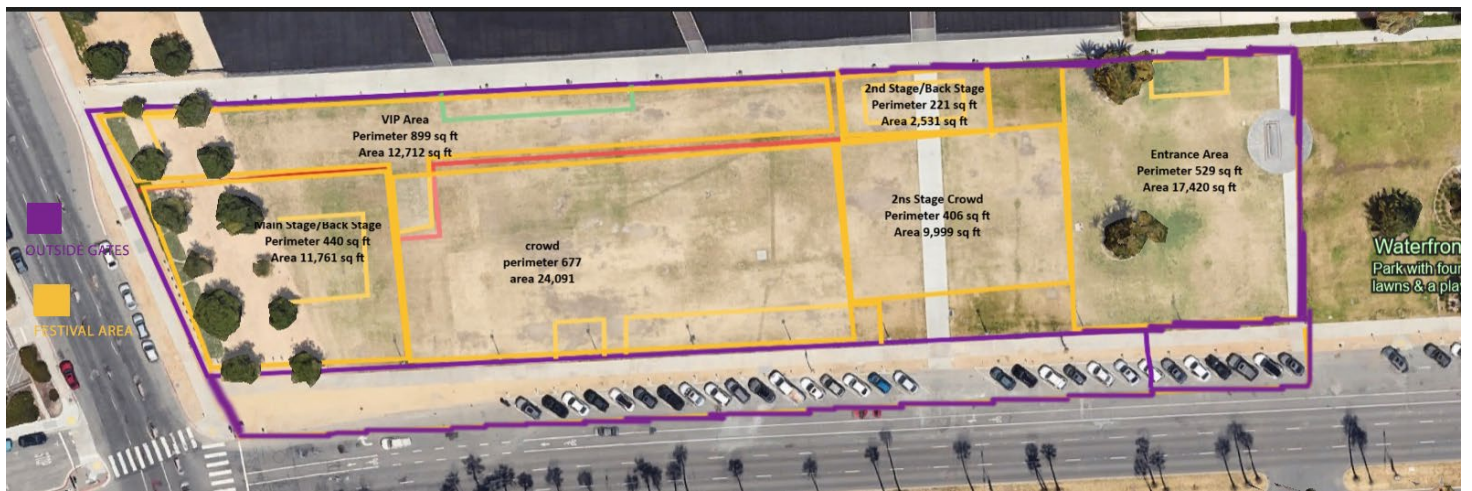 VIP Area
Perimeter 899 sq ft
Area 12,712 sq ft
2nd Stage/Back Stage
Perimeter 221 sq ft
Area 2,531 sq ft
Entrance Area
Perimeter 529 sq ft
Area 17,420 sq ft
Main Stage/Back Stage
Perimeter 440 sq ft
Area 11,761 sq ft
crowd
perimeter 677
area 24,091
2ns Stage Crowd
Perimeter 406 sq ft
Area 9,999 sq ft
OUTSIDE GATES
FESTIVAL AREA
Waterfron
Park with foun
lawns & a pla